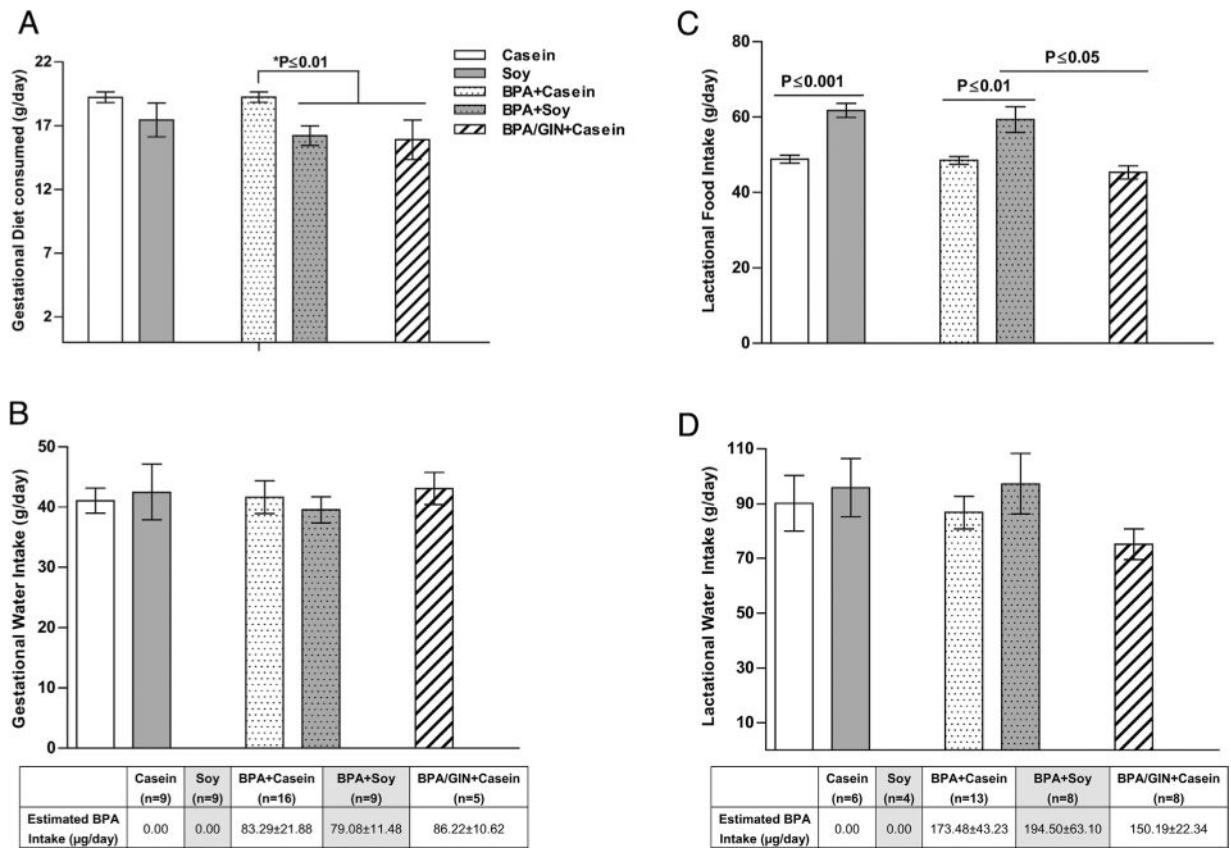 A
Gestational Diet consumed (g/day)
22
17
12
7
2
*P≤0.01
Casein
Soy
BPA+Casein
BPA+Soy
BPA/GIN+Casein
C
Lactational Food Intake (g/day)
80
60
40
20
0
P≤0.001
P≤0.01
P≤0.05
B
Gestational Water Intake (g/day)
50
40
30
20
10
0
Casein (n=9) Soy (n=9) BPA+Casein (n=16) BPA+Soy (n=9) BPA/GIN+Casein (n=5)
Estimated BPA Intake (μg/day) 0.00 0.00 83.29±21.88 79.08±11.48 86.22±10.62
D
Lactational Water Intake (g/day)
110
90
70
50
30
10
Casein (n=6) Soy (n=4) BPA+Casein (n=13) BPA+Soy (n=8) BPA/GIN+Casein (n=8)
Estimated BPA Intake (μg/day) 0.00 0.00 173.48±43.23 194.50±63.10 150.19±22.34